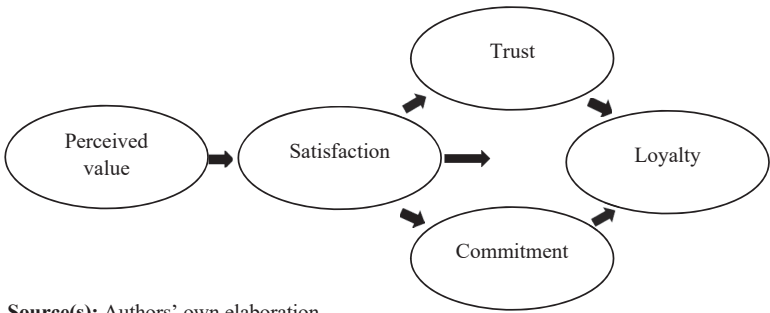 Trust
Perceived
value
Satisfaction
Loyalty
Commitment
Source(s): Authors' own elaboration